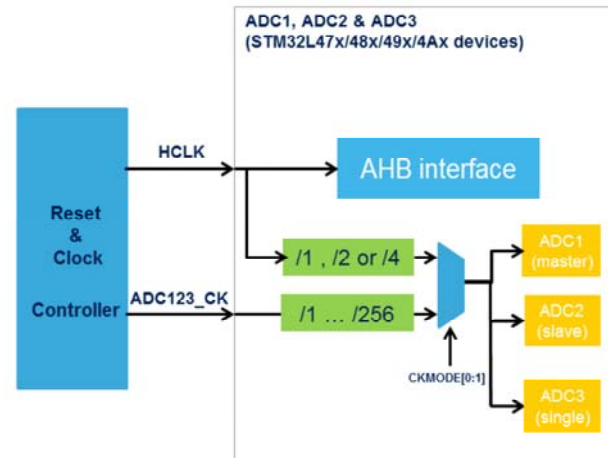 ADC1, ADC2 & ADC3
(STM32L47x/48x/49x/4Ax devices)
HCLK
AHB interface
Reset
&
Clock
Controller
/1 , /2 or /4
ADC1
(master)
ADC123_CK
/1 ... /256
ADC2
(slave)
CKMODE[0:1]
ADC3
(single)